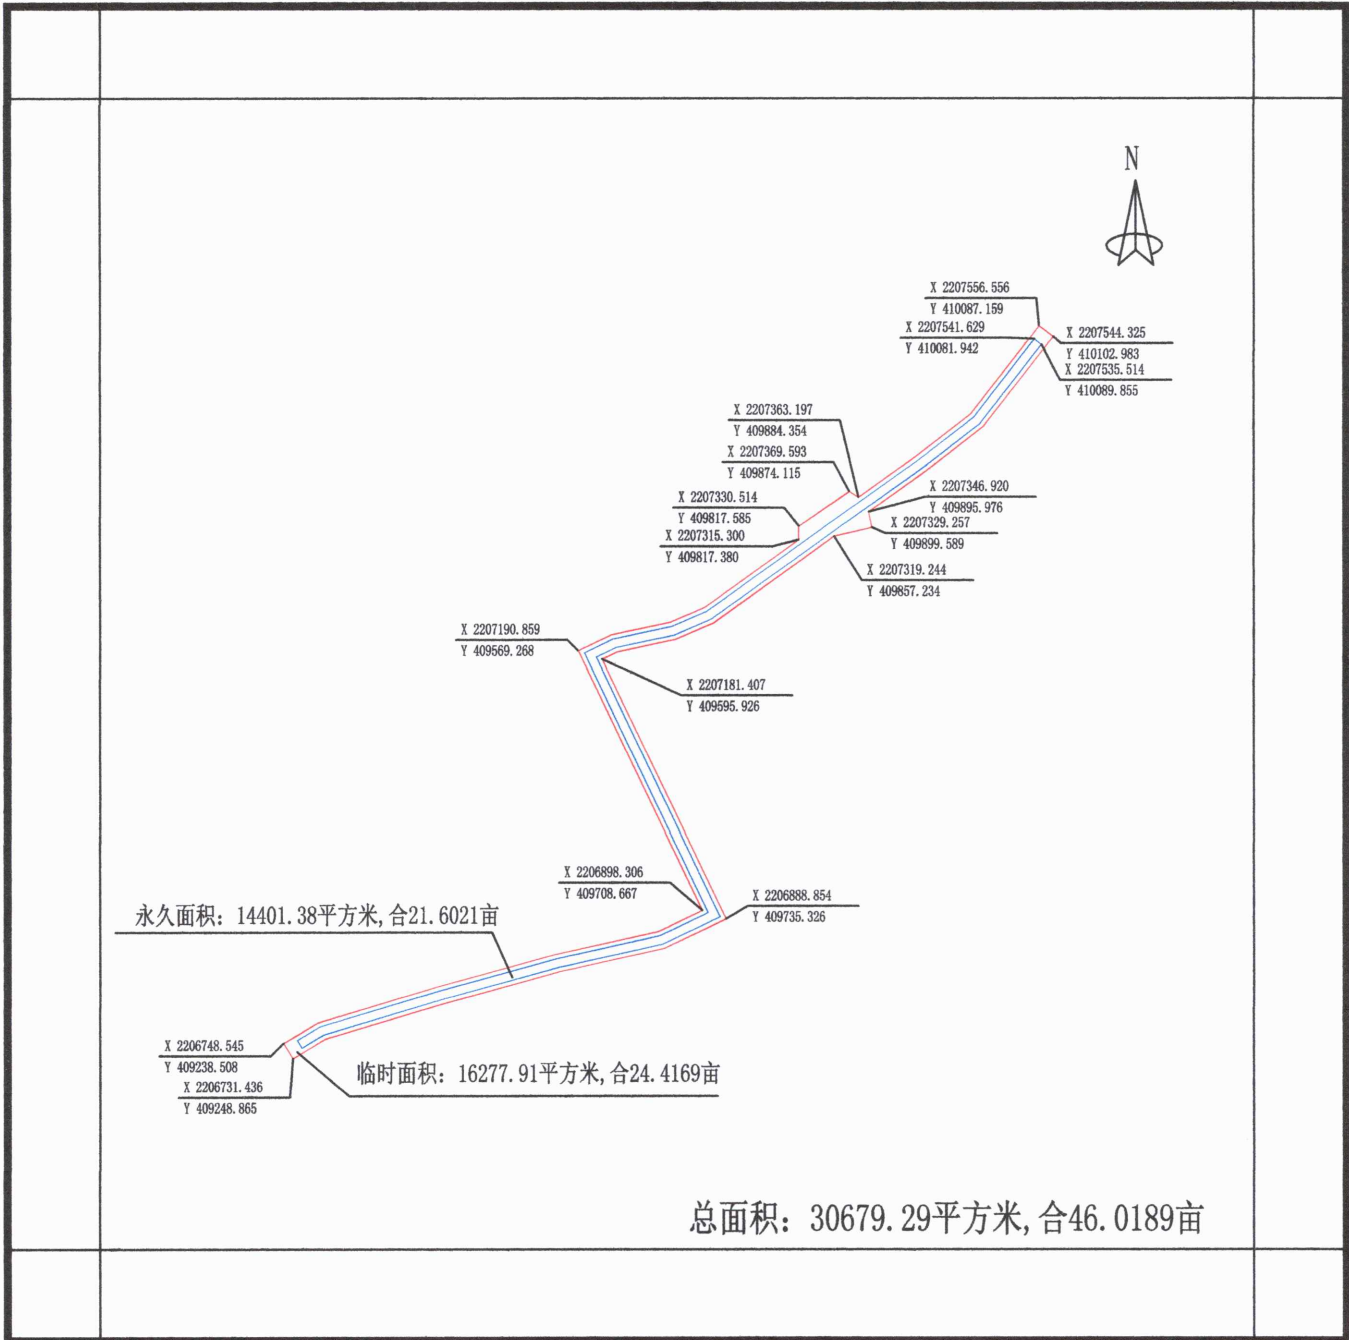 N
X 2207556.556
Y 410087.159
X 2207541.629
Y 410081.942
X 2207544.325
Y 410102.983
X 2207535.514
Y 410089.855
X 2207363.197
Y 409884.354
X 2207369.593
Y 409874.115
X 2207330.514
Y 409817.585
X 2207315.300
Y 409817.380
X 2207346.920
Y 409895.976
X 2207329.257
Y 409899.589
X 2207319.244
Y 409857.234
X 2207190.859
Y 409569.268
X 2207181.407
Y 409595.926
X 2206898.306
Y 409708.667
X 2206888.854
Y 409735.326
永久面积：14401.38平方米,合21.6021亩
X 2206748.545
Y 409238.508
X 2206731.436
Y 409248.865
临时面积：16277.91平方米,合24.4169亩
总面积：30679.29平方米,合46.0189亩